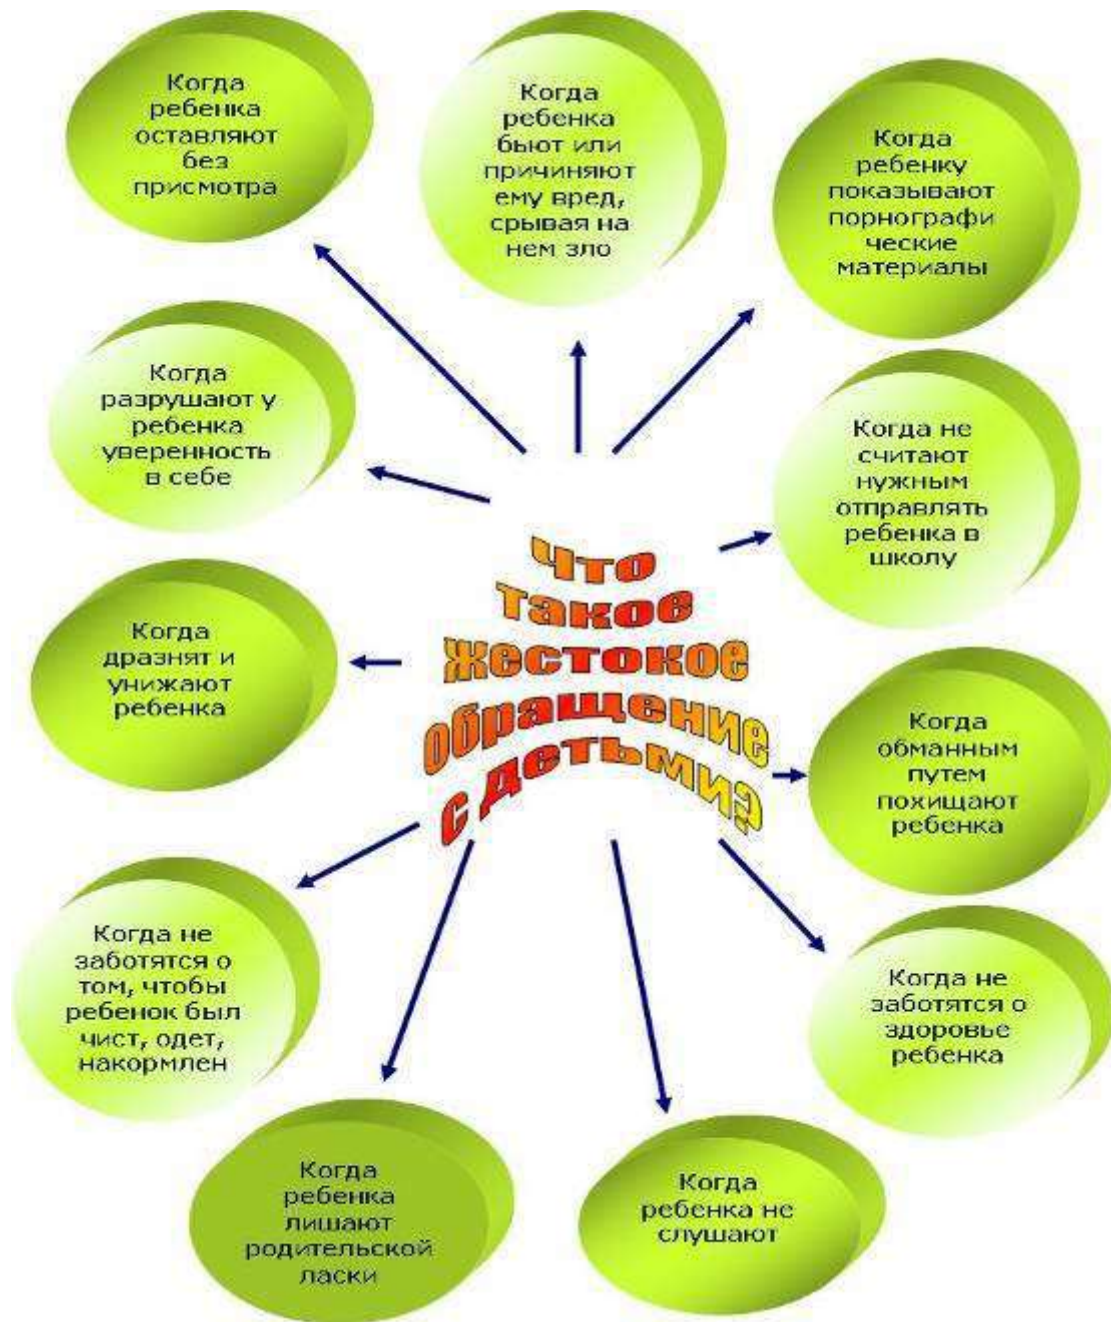 Когда
ребенка
оставляют
без
присмотра
Когда
ребенка
бьют или
причиняют
ему вред,
срывая на
нем зло
Когда
ребенку
показывают
порнографи
ческие
материалы
Когда
разрушают у
ребенка
уверенность
в себе
Когда не
считают
нужным
отправлять
ребенка в
школу
Что
такое
жестокое
обращение
с детьми?
Когда
дразнят и
унижают
ребенка
Когда
обманным
путем
похищают
ребенка
Когда не
заботятся о
том, чтобы
ребенок был
чист, одет,
накормлен
Когда не
заботятся о
здоровье
ребенка
Когда
ребенка
лишают
родительской
ласки
Когда
ребенка не
слушают